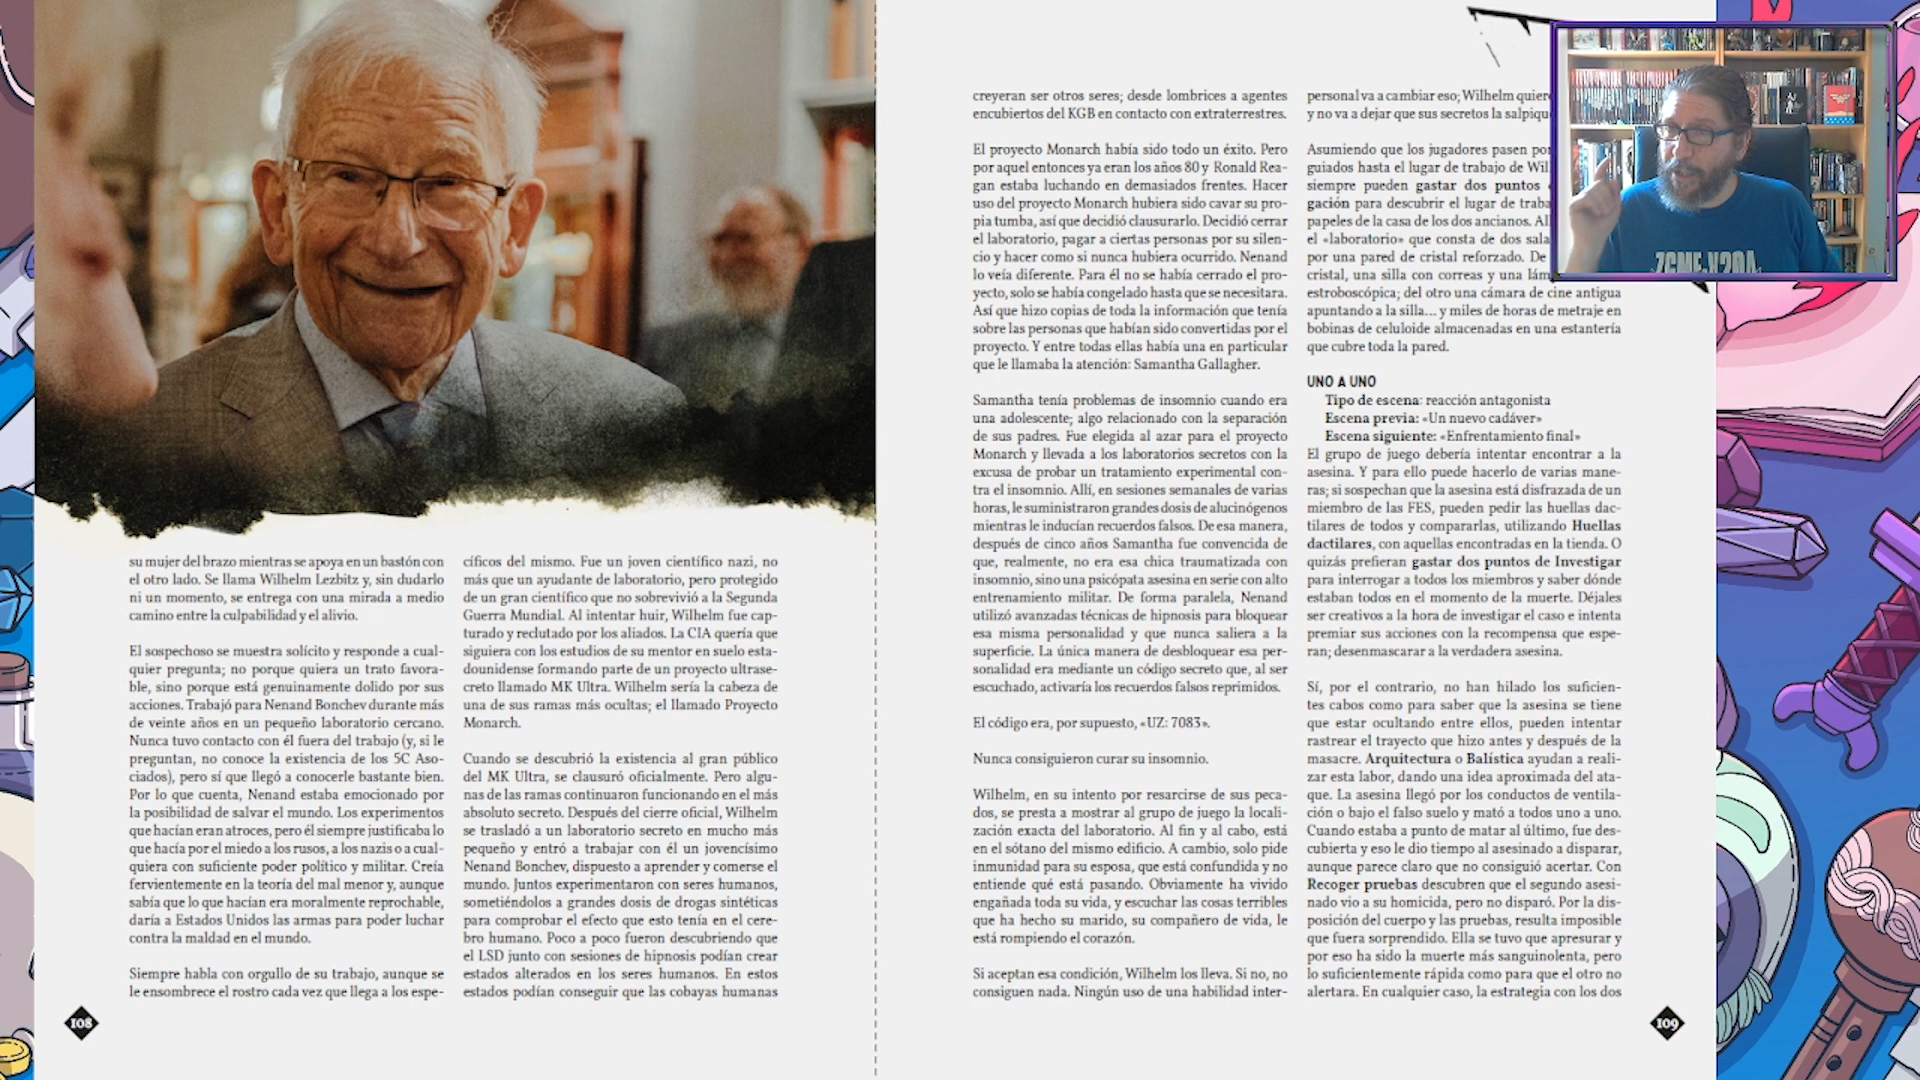 su mujer del brazo mientras se apoya en un bastón con
el otro lado. Se llama Wilhelm Lezbitz y, sin dudarlo
ni un momento, se entrega con una mirada a medio
camino entre la culpabilidad y el alivio.
El sospechoso se muestra solícito y responde a cual-
quier pregunta; no porque quiera un trato favora-
ble, sino porque está genuinamente dolido por sus
acciones. Trabajó para Nenand Bonchev durante más
de veinte años en un pequeño laboratorio cercano.
Nunca tuvo contacto con él fuera del trabajo (y, si le
preguntan, no conoce la existencia de los 5C Aso-
ciados), pero sí que llegó a conocerle bastante bien.
Por lo que cuenta, Nenand estaba emocionado por
la posibilidad de salvar el mundo. Los experimentos
que hacían eran atroces, pero él siempre justificaba lo
que hacía por el miedo a los rusos, a los nazis o a cual-
quiera con suficiente poder político y militar. Creía
fervientemente en la teoría del mal menor y, aunque
sabía que lo que hacían era moralmente reprochable,
daría a Estados Unidos las armas para poder luchar
contra la maldad en el mundo.
Siempre habla con orgullo de su trabajo, aunque se
le ensombrece el rostro cada vez que llega a los espe-
108
cíficos del mismo. Fue un joven científico nazi, no
más que un ayudante de laboratorio, pero protegido
de un gran científico que no sobrevivió a la Segunda
Guerra Mundial. Al intentar huir, Wilhelm fue cap-
turado y reclutado por los aliados. La CIA quería que
siguiera con los estudios de su mentor en suelo esta-
dounidense formando parte de un proyecto ultrase-
creto llamado MK Ultra. Wilhelm sería la cabeza de
una de sus ramas más ocultas; el llamado Proyecto
Monarch.
Cuando se descubrió la existencia al gran público
del MK Ultra, se clausuró oficialmente. Pero algu-
nas de las ramas continuaron funcionando en el más
absoluto secreto. Después del cierre oficial, Wilhelm
se trasladó a un laboratorio secreto en mucho más
pequeño y entró a trabajar con él un jovencísimo
Nenand Bonchev, dispuesto a aprender y comerse el
mundo. Juntos experimentaron con seres humanos,
sometiéndolos a grandes dosis de drogas sintéticas
para comprobar el efecto que esto tenía en el cere-
bro humano. Poco a poco fueron descubriendo que
el LSD junto con sesiones de hipnosis podían crear
estados alterados en los seres humanos. En estos
estados podían conseguir que las cobayas humanas
creyeran ser otros seres; desde lombrices a agentes
encubiertos del KGB en contacto con extraterrestres.
El proyecto Monarch había sido todo un éxito. Pero
por aquel entonces ya eran los años 80 y Ronald Rea-
gan estaba luchando en demasiados frentes. Hacer
uso del proyecto Monarch hubiera sido cavar su pro-
pia tumba, así que decidió clausurarlo. Decidió cerrar
el laboratorio, pagar a ciertas personas por su silen-
cio y hacer como si nunca hubiera ocurrido. Nenand
lo veía diferente. Para él no se había cerrado el pro-
yecto, solo se había congelado hasta que se necesitara.
Así que hizo copias de toda la información que tenía
sobre las personas que habían sido convertidas por el
proyecto. Y entre todas ellas había una en particular
que le llamaba la atención: Samantha Gallagher.
Samantha tenía problemas de insomnio cuando era
una adolescente; algo relacionado con la separación
de sus padres. Fue elegida al azar para el proyecto
Monarch y llevada a los laboratorios secretos con la
excusa de probar un tratamiento experimental con-
tra el insomnio. Allí, en sesiones semanales de varias
horas, le suministraron grandes dosis de alucinógenos
mientras le inducían recuerdos falsos. De esa manera,
después de cinco años Samantha fue convencida de
que, realmente, no era esa chica traumatizada con
insomnio, sino una psicópata asesina en serie con alto
entrenamiento militar. De forma paralela, Nenand
utilizó avanzadas técnicas de hipnosis para bloquear
esa misma personalidad y que nunca saliera a la
superficie. La única manera de desbloquear esa per-
sonalidad era mediante un código secreto que, al ser
escuchado, activaría los recuerdos falsos reprimidos.
El código era, por supuesto, «UZ: 7083».
Nunca consiguieron curar su insomnio.
Wilhelm, en su intento por resarcirse de sus peca-
dos, se presta a mostrar al grupo de juego la locali-
zación exacta del laboratorio. Al fin y al cabo, está
en el sótano del mismo edificio. A cambio, solo pide
inmunidad para su esposa, que está confundida y no
entiende qué está pasando. Obviamente ha vivido
engañada toda su vida, y escuchar las cosas terribles
que ha hecho su marido, su compañero de vida, le
está rompiendo el corazón.
Si aceptan esa condición, Wilhelm los lleva. Si no, no
consiguen nada. Ningún uso de una habilidad inter-
personal va a cambiar eso; Wilhelm
y no va a dejar que sus secretos la
Asumiendo que los jugadores pasen
guiados hasta el lugar de trabajo de
siempre pueden gastar dos puntos
gación para descubrir el lugar de
papeles de la casa de los dos ancianos.
el «laboratorio» que consta de dos
por una pared de cristal reforzado. De
cristal, una silla con correas y una
estroboscópica; del otro una cámara de cine antigua
apuntando a la silla... y miles de horas de metraje en
bobinas de celuloide almacenadas en una estantería
que cubre toda la pared.
UNO A UNO
Tipo de escena: reacción antagonista
Escena previa: «Un nuevo cadáver»
Escena siguiente: «Enfrentamiento final»
El grupo de juego debería intentar encontrar a la
asesina. Y para ello puede hacerlo de varias mane-
ras; si sospechan que la asesina está disfrazada de un
miembro de las FES, pueden pedir las huellas dac-
tilares de todos y compararlas, utilizando Huellas
dactilares, con aquellas encontradas en la tienda. O
quizás prefieran gastar dos puntos de Investigar
para interrogar a todos los miembros y saber dónde
estaban todos en el momento de la muerte. Déjales
ser creativos a la hora de investigar el caso e intenta
premiar sus acciones con la recompensa que espe-
ran; desenmascarar a la verdadera asesina.
Sí, por el contrario, no han hilado los suficien-
tes cabos como para saber que la asesina se tiene
que estar ocultando entre ellos, pueden intentar
rastrear el trayecto que hizo antes y después de la
masacre. Arquitectura o Balística ayudan a reali-
zar esta labor, dando una idea aproximada del ata-
que. La asesina llegó por los conductos de ventila-
ción o bajo el falso suelo y mató a todos uno a uno.
Cuando estaba a punto de matar al último, fue des-
cubierta y eso le dio tiempo al asesinado a disparar,
aunque parece claro que no consiguió acertar. Con
Recoger pruebas descubren que el segundo asesi-
nado vio a su homicida, pero no disparó. Por la dis-
posición del cuerpo y las pruebas, resulta imposible
que fuera sorprendido. Ella se tuvo que apresurar y
por eso ha sido la muerte más sanguinolenta, pero
lo suficientemente rápida como para que el otro no
alertara. En cualquier caso, la estrategia con los dos
109